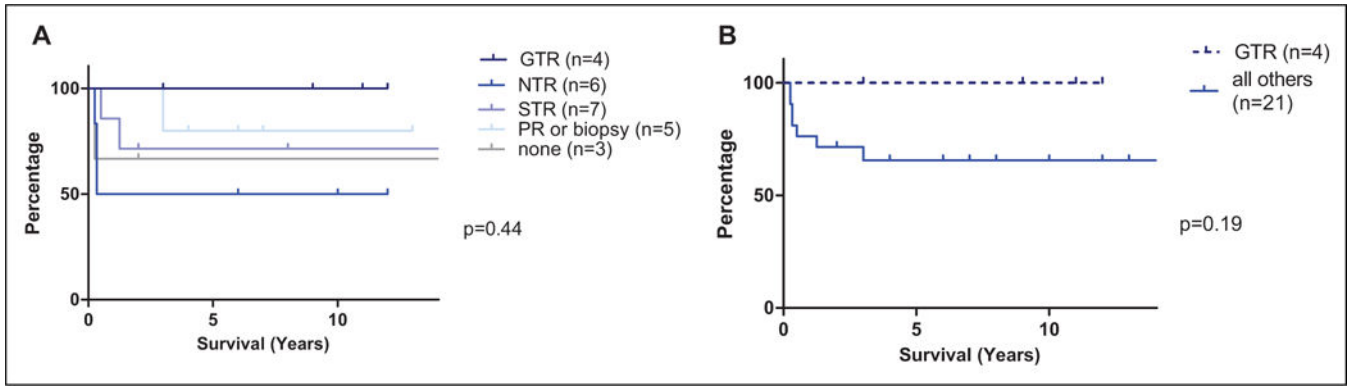 A
GTR (n=4)
NTR (n=6)
STR (n=7)
PR or biopsy (n=5)
none (n=3)
100
50
0
Percentage
0 5 10
Survival (Years)
p=0.44
B
GTR (n=4)
all others
(n=21)
100
50
0
Percentage
0 5 10
Survival (Years)
p=0.19